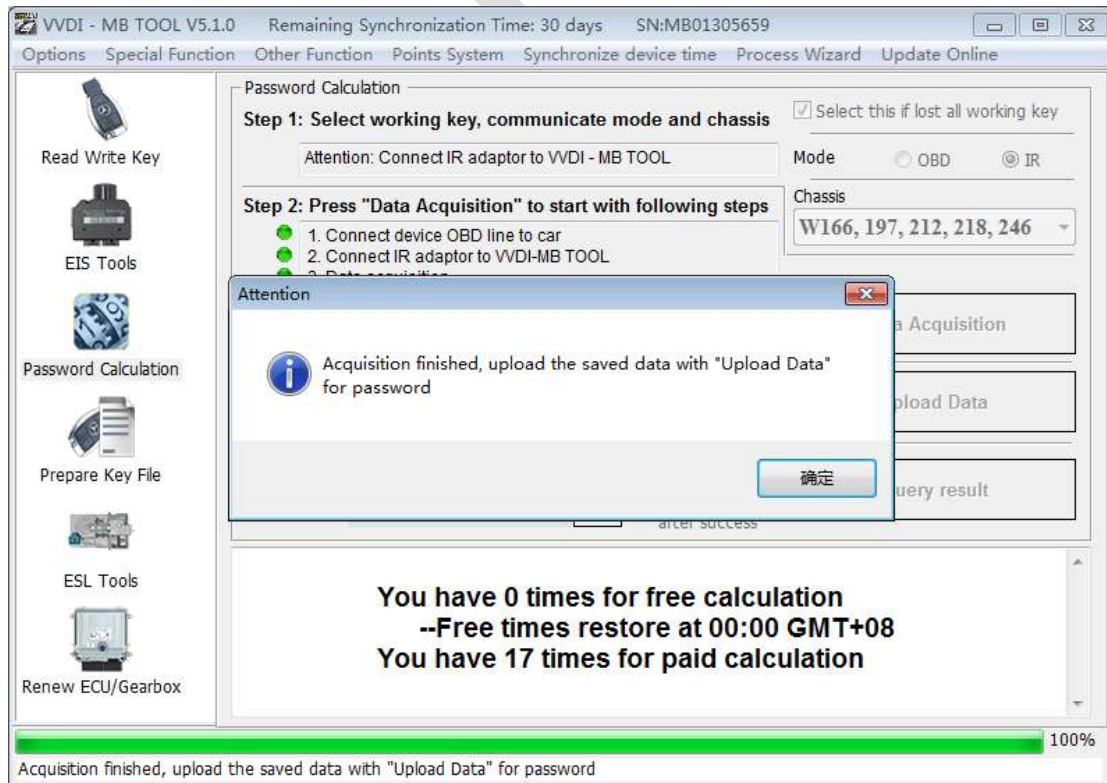 VVDI - MB TOOL V5.1.0 Remaining Synchronization Time: 30 days SN:MB01305659
Options Special Function Other Function Points System Synchronize device time Process Wizard Update Online
Read Write Key
EIS Tools
Password Calculation
Prepare Key File
ESL Tools
Renew ECU/Gearbox
Password Calculation
Step 1: Select working key, communicate mode and chassis
Select this if lost all working key
Attention: Connect IR adaptor to VVDI - MB TOOL
Mode OBD IR
Chassis
W166, 197, 212, 218, 246
Step 2: Press "Data Acquisition" to start with following steps
1. Connect device OBD line to car
2. Connect IR adaptor to VVDI-MB TOOL
3. Data acquisition
Acquisition
Data
result
after success
Attention
Acquisition finished, upload the saved data with "Upload Data"
for password
确定
You have 0 times for free calculation
--Free times restore at 00:00 GMT+08
You have 17 times for paid calculation
100%
Acquisition finished, upload the saved data with "Upload Data" for password